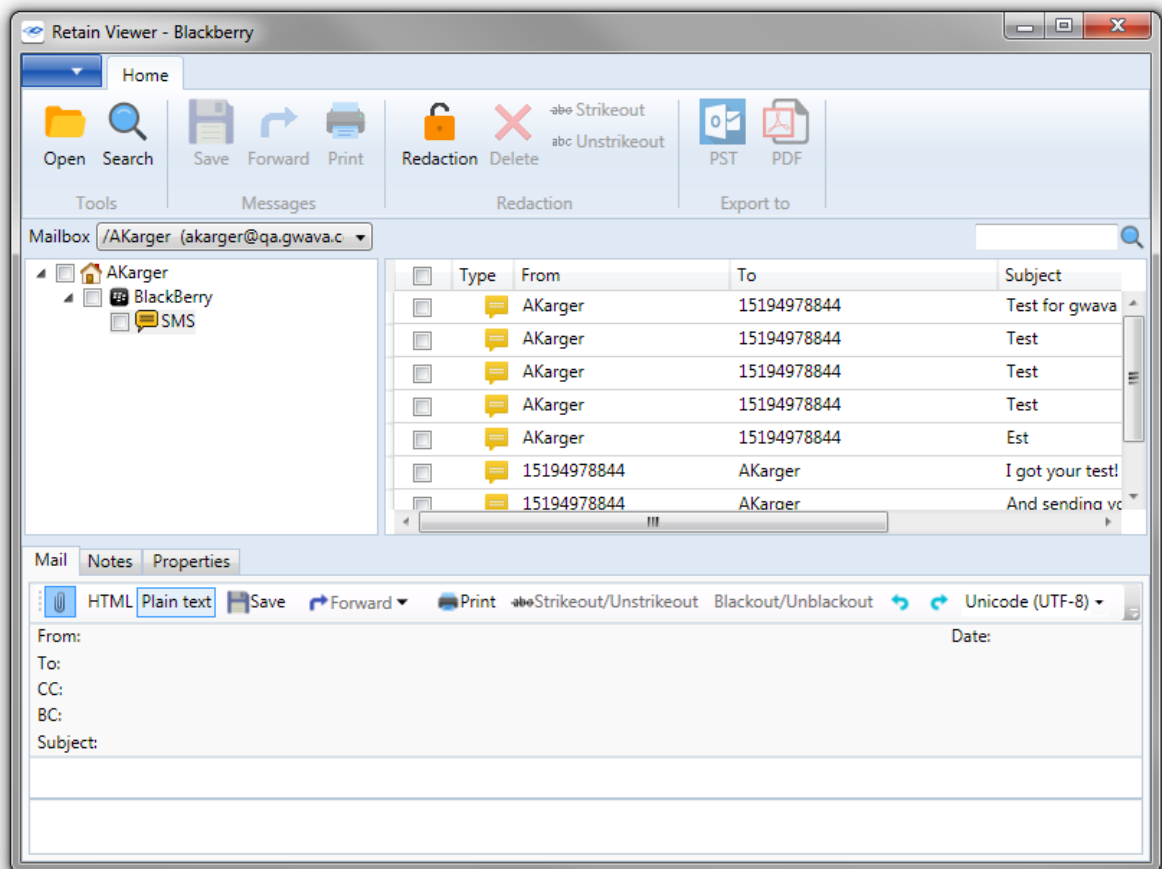 Retain Viewer - Blackberry
Home
Open Search Save Forward Print Redaction Delete abc Strikeout abc Unstrikeout PST PDF
Tools Messages Redaction Export to
Mailbox /AKarger (akarger@qa.gwava.c
AKarger
BlackBerry
SMS
Type From To Subject
AKarger 15194978844 Test for gwava
AKarger 15194978844 Test
AKarger 15194978844 Test
AKarger 15194978844 Test
AKarger 15194978844 Est
15194978844 AKarger I got your test!
15194978844 AKarger And sending
Mail Notes Properties
HTML Plain text Save Forward Print abc Strikeout/Unstrikeout Blackout/Unblackout Unicode (UTF-8)
From: Date:
To:
CC:
BC:
Subject: